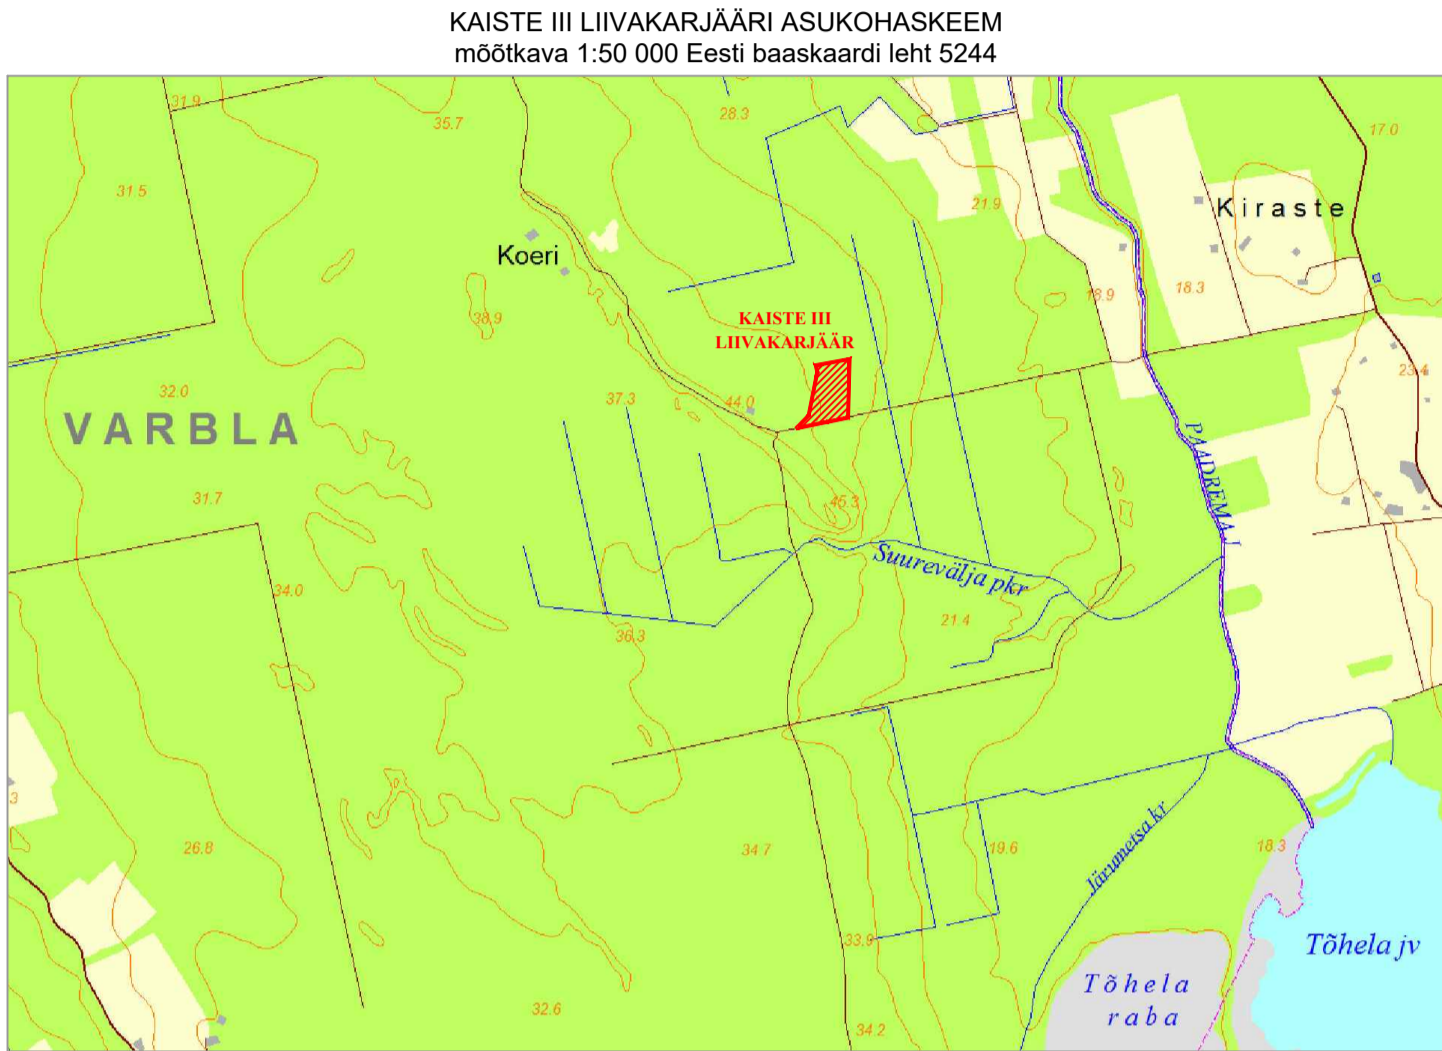 KAISTE III LIIVAKARJÄÄRI ASUKOHASKEEM
mõõtkava 1:50 000 Eesti baaskaardi leht 5244
31.9
35.7
28.3
17.0
31.5
21.9
Kiraste
Koeri
18.9
18.3
38.9
KAISTE III
LIIVAKARJÄÄR
32.0
37.3
44.0
23.4
VARBLA
PAADREMA J
31.7
45.3
Suurevälja pkr
34.0
36.3
21.4
3
26.8
34.7
19.6
18.3
Järumetsa kr
33.9
Tõhela jv
Tõhela
raba
32.6
34.2